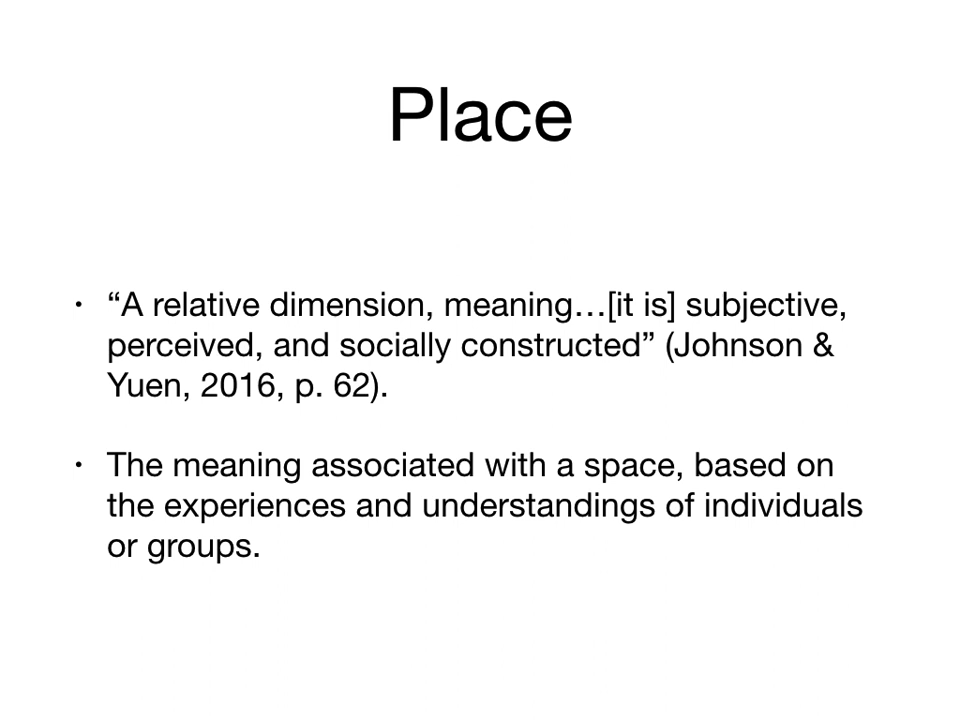 Place
• “A relative dimension, meaning…[it is] subjective,
perceived, and socially constructed” (Johnson &
Yuen, 2016, p. 62).
• The meaning associated with a space, based on
the experiences and understandings of individuals
or groups.